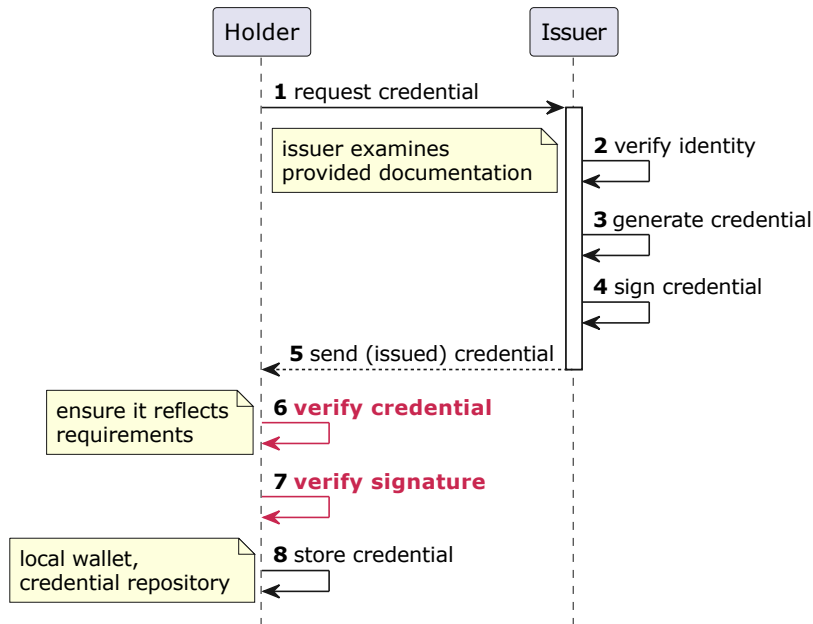 Holder
Issuer
1 request credential
issuer examines
provided documentation
2 verify identity
3 generate credential
4 sign credential
5 send (issued) credential
ensure it reflects
requirements
6 verify credential
7 verify signature
local wallet,
credential repository
8 store credential